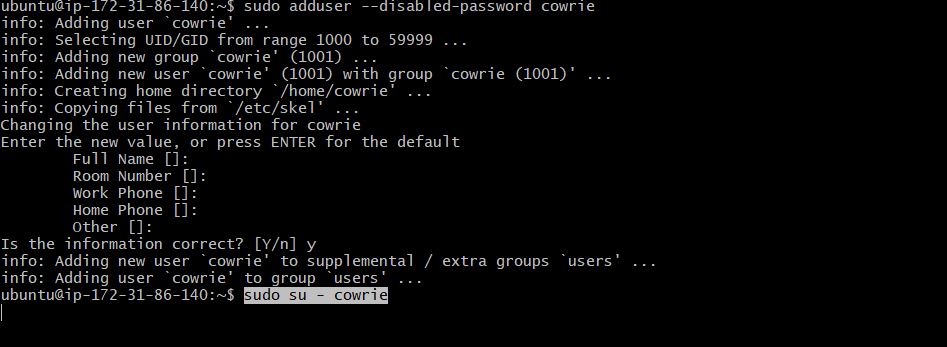 ubuntu@ip-172-31-86-140:~$ sudo adduser --disabled-password cowrie
info: Adding user `cowrie' ...
info: Selecting UID/GID from range 1000 to 59999 ...
info: Adding new group `cowrie' (1001) ...
info: Adding new user `cowrie' (1001) with group `cowrie (1001)' ...
info: Creating home directory `/home/cowrie' ...
info: Copying files from `/etc/skel' ...
Changing the user information for cowrie
Enter the new value, or press ENTER for the default
        Full Name []:
        Room Number []:
        Work Phone []:
        Home Phone []:
        Other []:
Is the information correct? [Y/n] y
info: Adding new user `cowrie' to supplemental / extra groups `users' ...
info: Adding user `cowrie' to group `users' ...
ubuntu@ip-172-31-86-140:~$ sudo su - cowrie